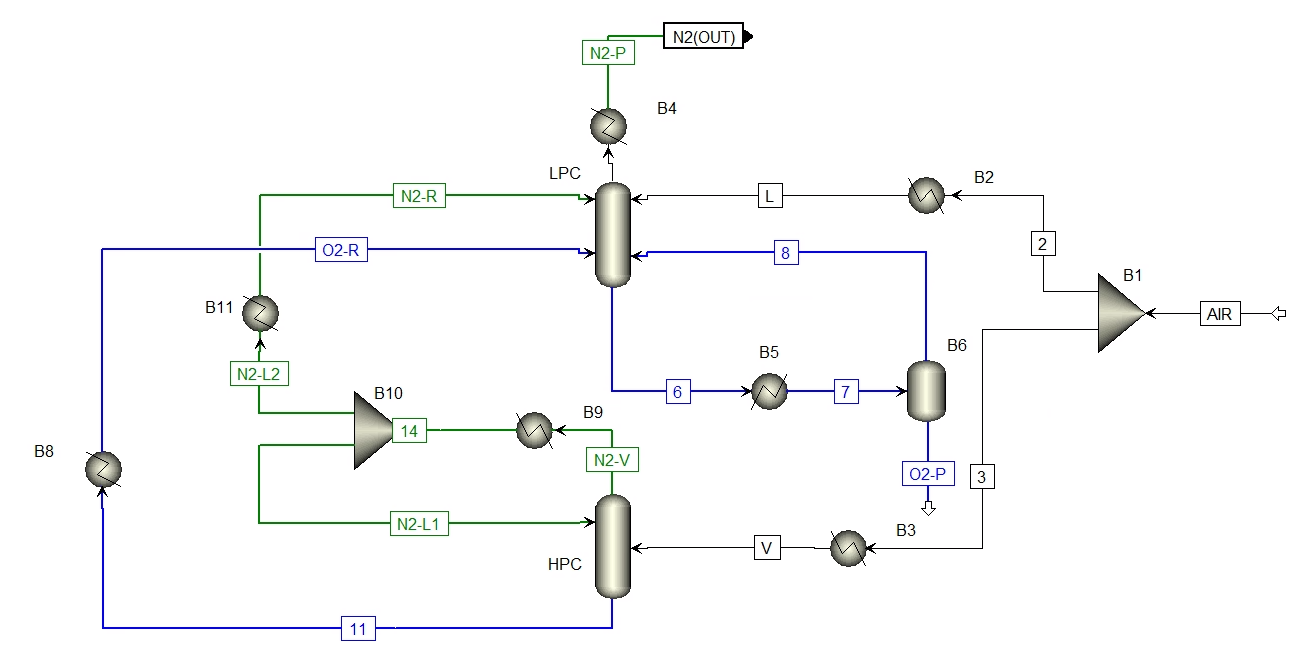 N2(OUT)
N2-P
B4
LPC
B2
N2-R
L
2
O2-R
8
B1
B11
AIR
B5
B6
N2-L2
6
7
B10
B9
14
B8
N2-V
O2-P
3
N2-L1
B3
V
HPC
11